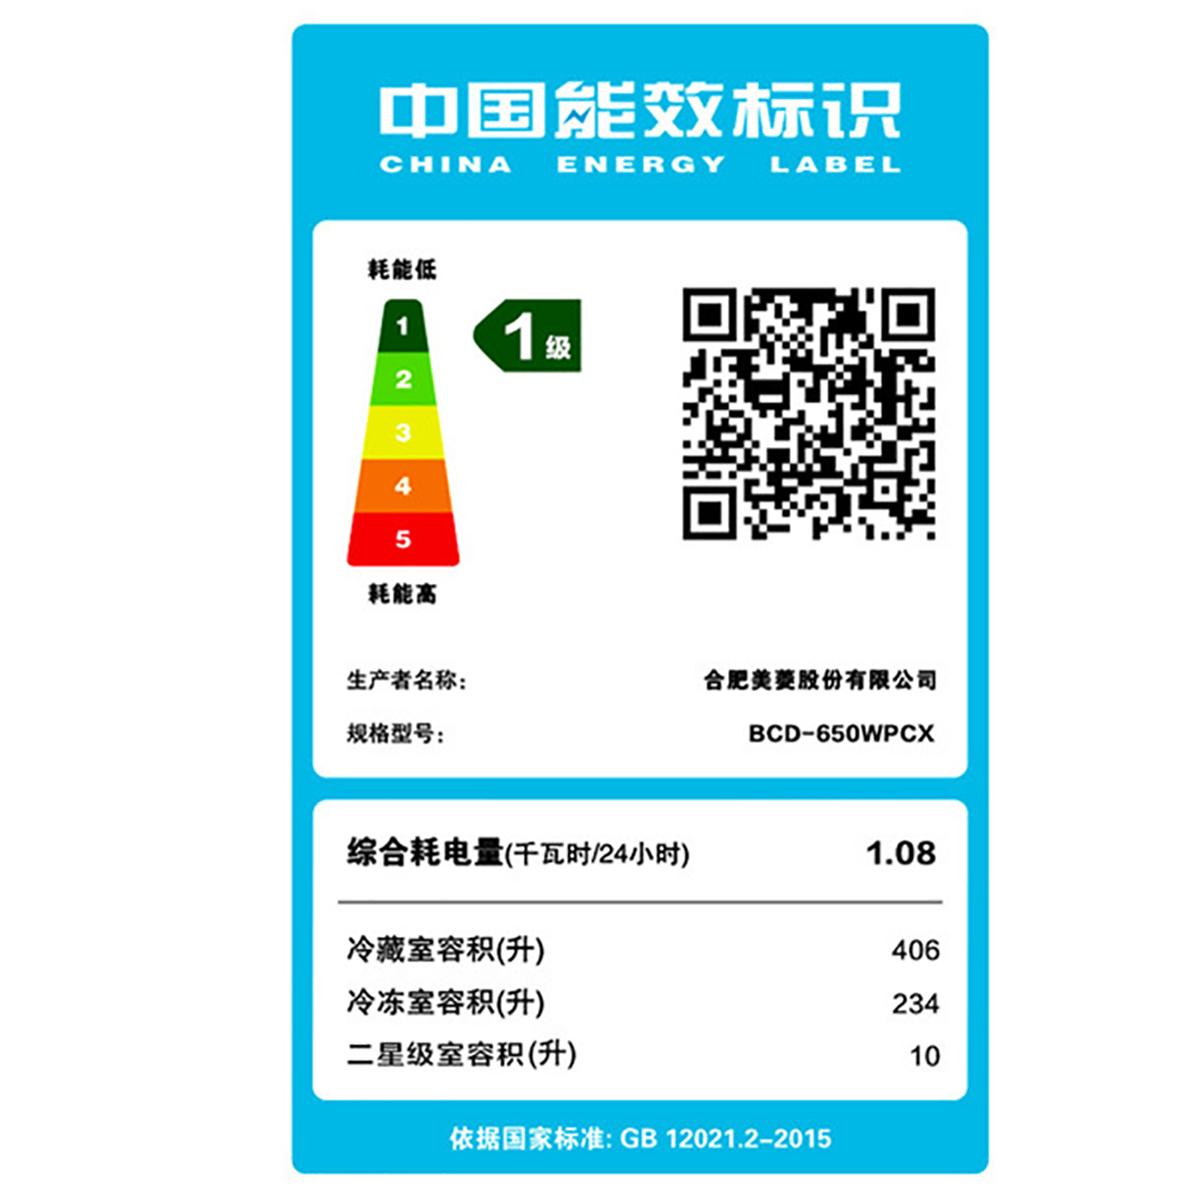 中国能效标识
CHINA ENERGY LABEL
耗能低
1
1级
2
3
4
5
耗能高
生产者名称: 合肥美菱股份有限公司
规格型号: BCD-650WPCX
综合耗电量(千瓦时/24小时) 1.08
冷藏室容积(升) 406
冷冻室容积(升) 234
二星级室容积(升) 10
依据国家标准: GB 12021.2-2015